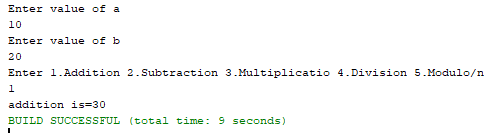 Enter value of a
10
Enter value of b
20
Enter 1.Addition 2.Subtraction 3.Multiplicatio 4.Division 5.Modulo/n
1
addition is=30
BUILD SUCCESSFUL (total time: 9 seconds)